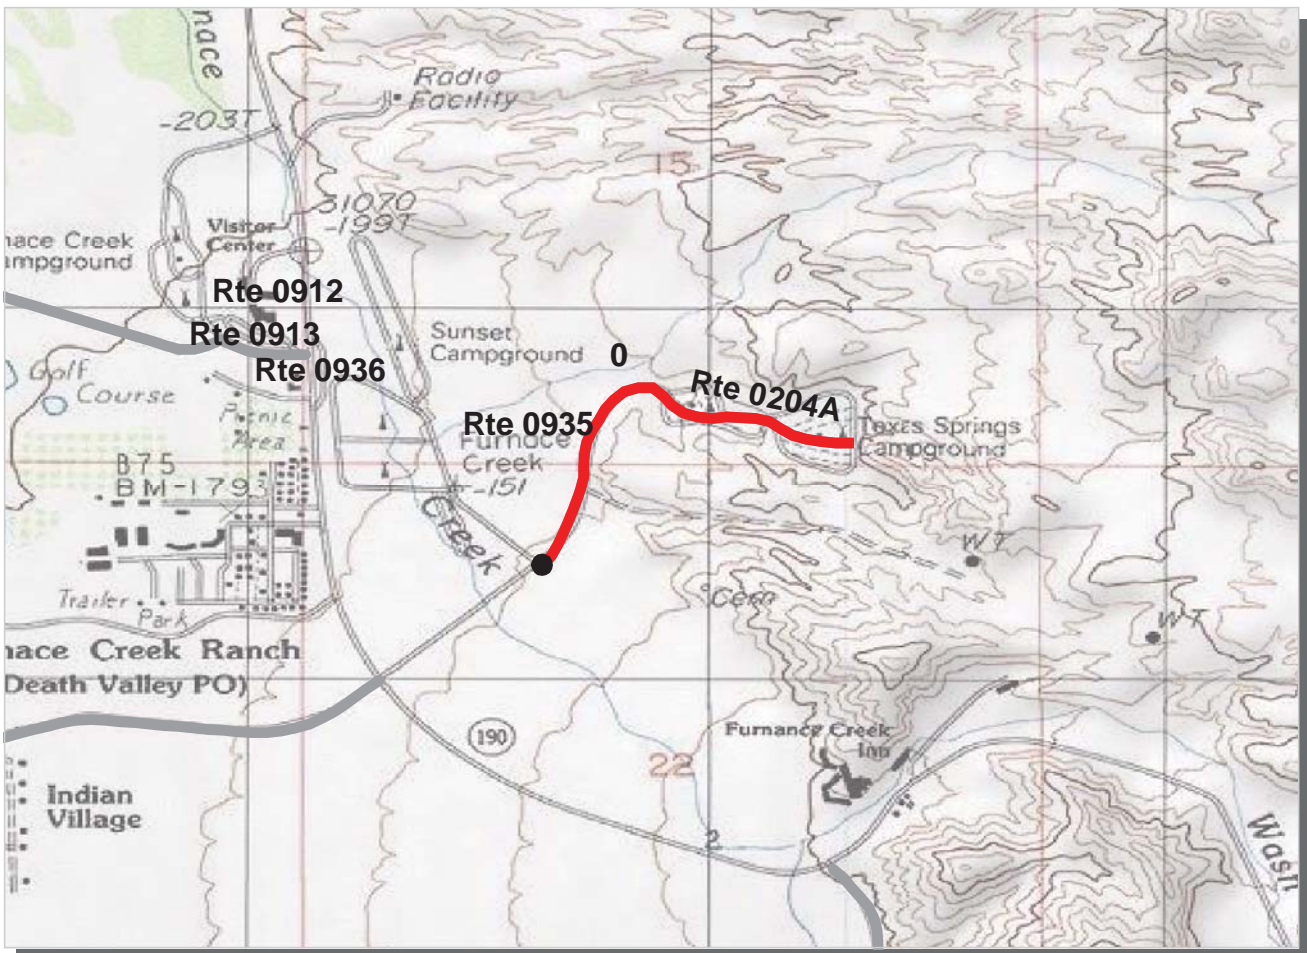 nace
Radio
Facility
-203T
15
31070
-199T
Visitor
Center
nace Creek
ampground
Rte 0912
Rte 0913
Rte 0936
Sunset
Campground
0
Rte 0204A
Golf
Course
Picnic
Area
Rte 0935
Furnace
Creek
-151
Texas Springs
Campground
B75
BM-1793
Creek
WT
Cem
Trailer
Park
WT
nace Creek Ranch
(Death Valley PO)
190
Furnance Creek
Inn
22
Indian
Village
2
Wash